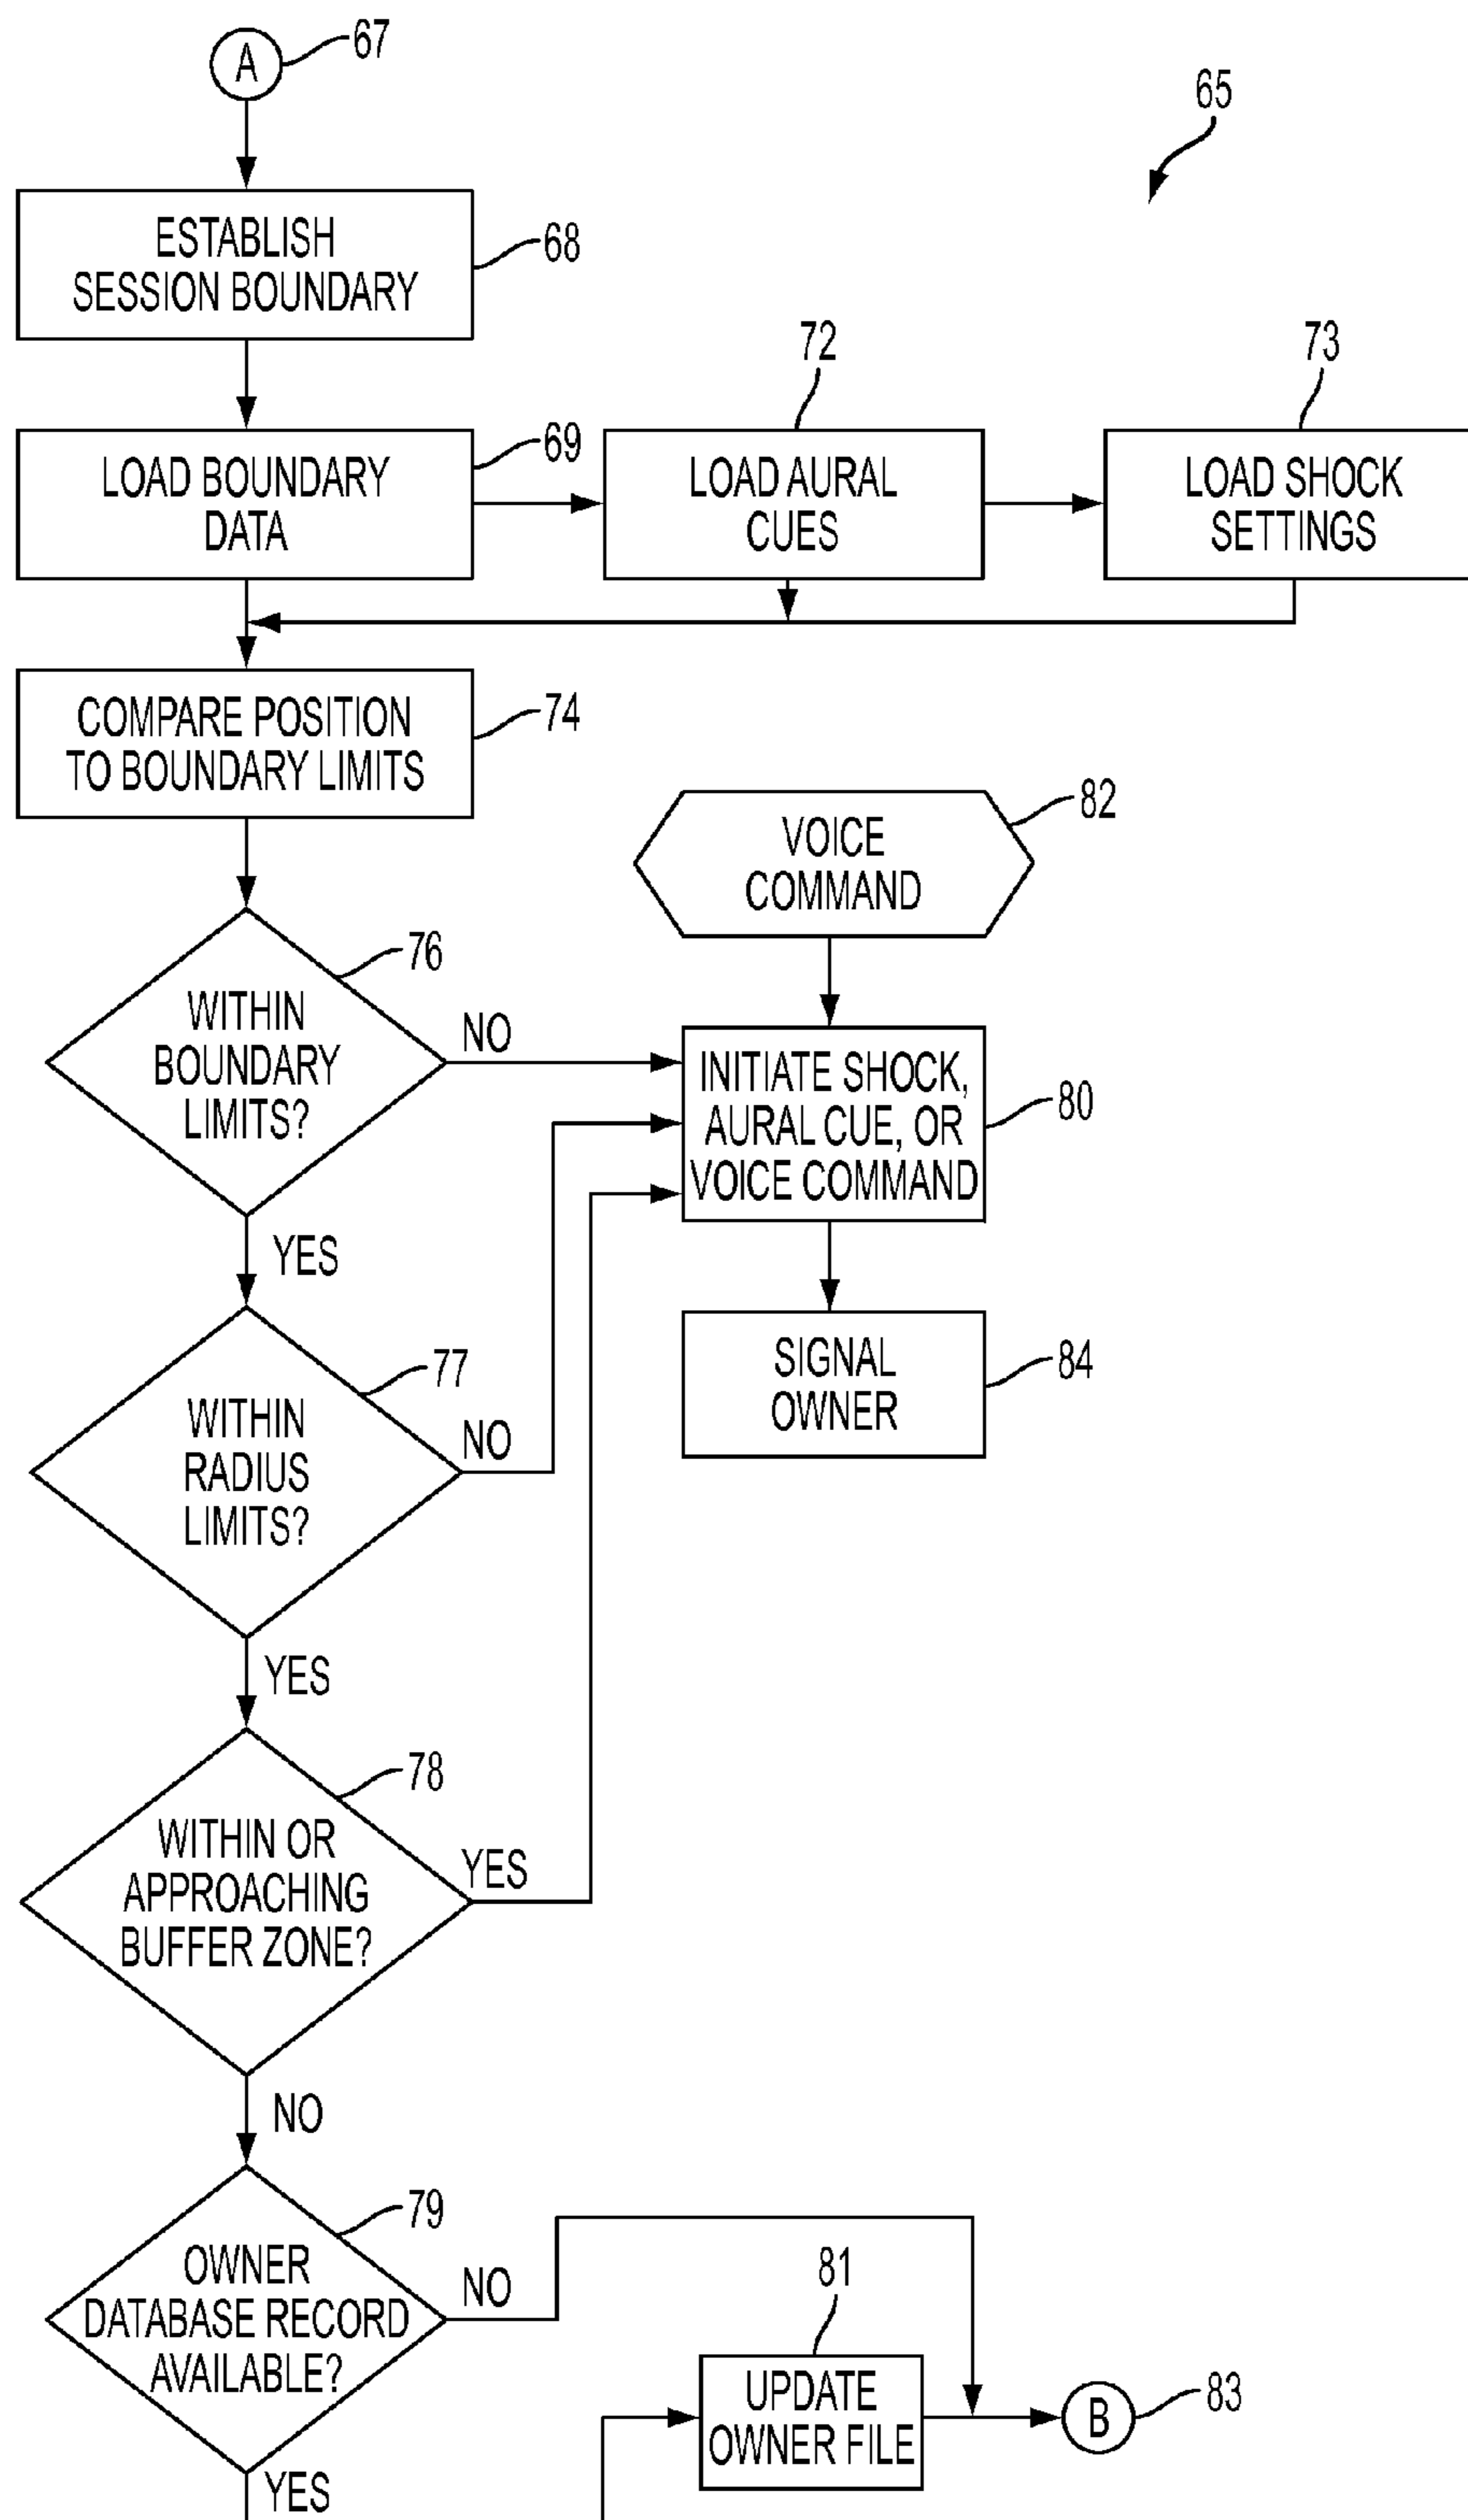 A
67
65
ESTABLISH
SESSION BOUNDARY
68
LOAD BOUNDARY
DATA
69
LOAD AURAL
CUES
72
LOAD SHOCK
SETTINGS
73
COMPARE POSITION
TO BOUNDARY LIMITS
74
VOICE
COMMAND
82
WITHIN
BOUNDARY
LIMITS?
76
NO
YES
INITIATE SHOCK,
AURAL CUE, OR
VOICE COMMAND
80
SIGNAL
OWNER
84
WITHIN
RADIUS
LIMITS?
77
NO
YES
WITHIN OR
APPROACHING
BUFFER ZONE?
78
YES
NO
OWNER
DATABASE RECORD
AVAILABLE?
79
NO
YES
UPDATE
OWNER FILE
81
B
83